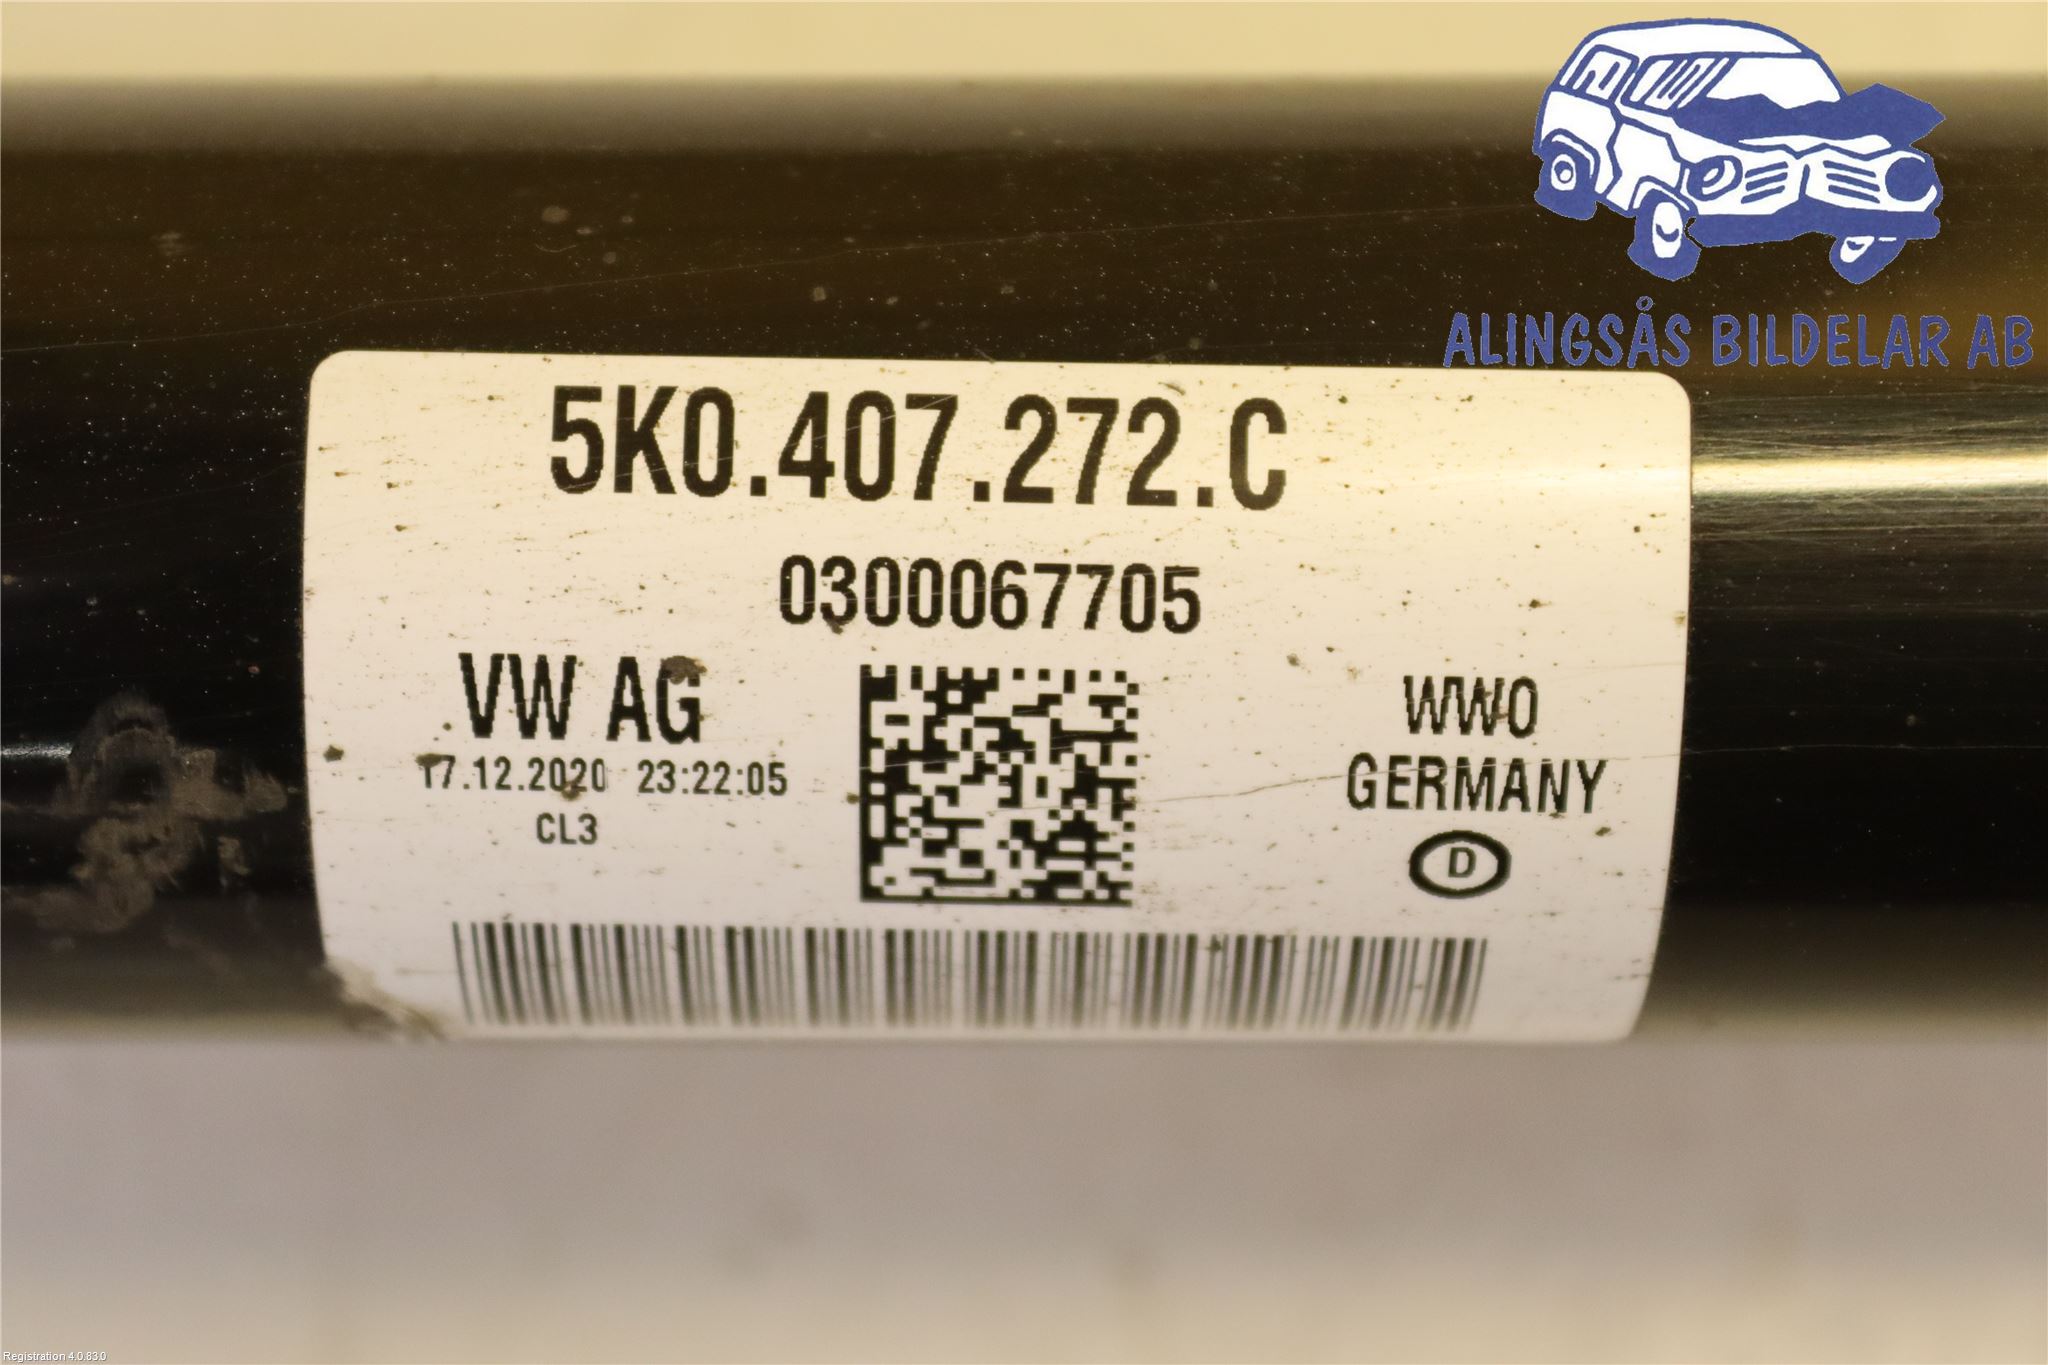 ALINGSÅS BILDELAR AB
5K0.407.272.C
0300067705
VW AG
17.12.2020 23:22:05
CL3
WWO
GERMANY
D
Registration 4.0.83.0